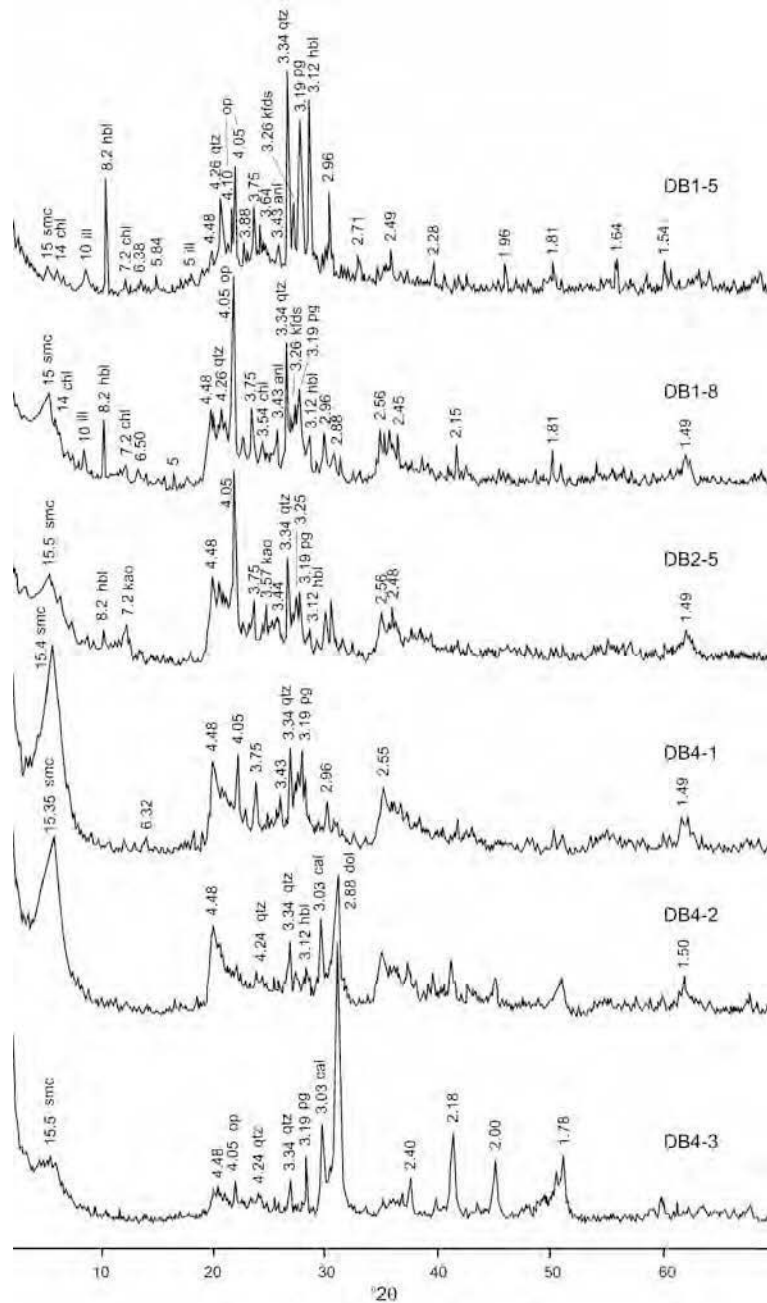 15 smc
14 chl
10 ill
8.2 hbl
7.2 chl
6.38
5.84
5 ill
4.48
4.26 qtz
4.10
op
4.05
3.88
3.75
3.64
3.43 anl
3.26 kfds
3.34 qtz
3.19 pg
3.12 hbl
2.96
2.71
2.49
2.28
1.96
1.81
1.64
1.54
DB1-5
15 smc
14 chl
10 ill
8.2 hbl
7.2 chl
6.50
5
4.48
4.26 qtz
4.05 op
3.75
3.54 chl
3.43 anl
3.34 qtz
3.26 kfds
3.19 pg
3.12 hbl
2.96
2.88
2.56
2.45
2.15
1.81
1.49
DB1-8
15.5 smc
8.2 hbl
7.2 kao
4.48
4.05
3.75
3.57 kao
3.44
3.34 qtz
3.25
3.19 pg
3.12 hbl
2.56
2.48
1.49
DB2-5
15.4 smc
6.32
4.48
4.05
3.75
3.43
3.34 qtz
3.19 pg
2.96
2.55
1.49
DB4-1
15.35 smc
4.48
4.24 qtz
3.34 qtz
3.12 hbl
3.03 cal
2.88 dol
1.50
DB4-2
15.5 smc
4.48
4.05 op
4.24 qtz
3.34 qtz
3.19 pg
3.03 cal
2.40
2.18
2.00
1.78
DB4-3
10 20 30 40 50 60
°2θ